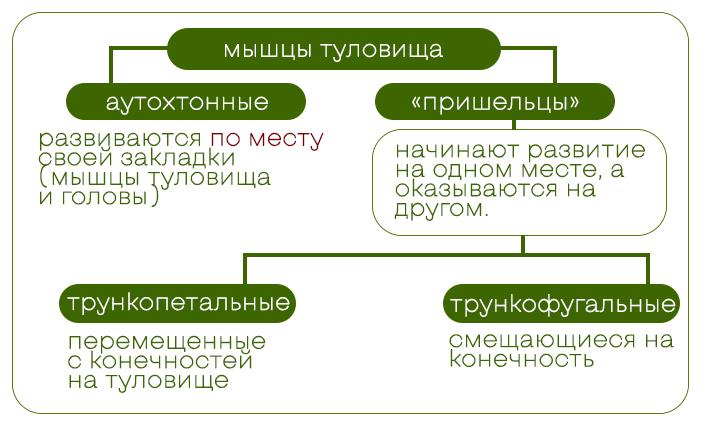 мышцы туловища
аутохтонные
«пришельцы»
развиваются по месту
своей закладки
(мышцы туловища
и головы)
начинают развитие
на одном месте, а
оказываются на
другом.
трункопетальные
трункофугальные
перемещенные
с конечностей
на туловище
смещающиеся на
конечность